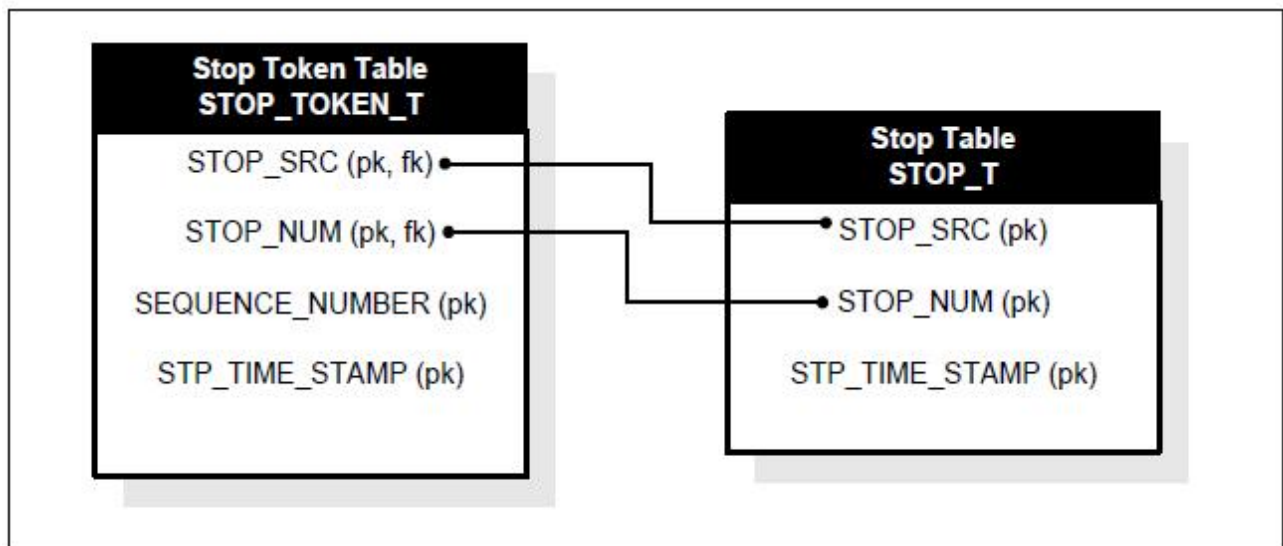 Stop Token Table
STOP_TOKEN_T
STOP_SRC (pk, fk)
STOP_NUM (pk, fk)
SEQUENCE_NUMBER (pk)
STP_TIME_STAMP (pk)
Stop Table
STOP_T
STOP_SRC (pk)
STOP_NUM (pk)
STP_TIME_STAMP (pk)